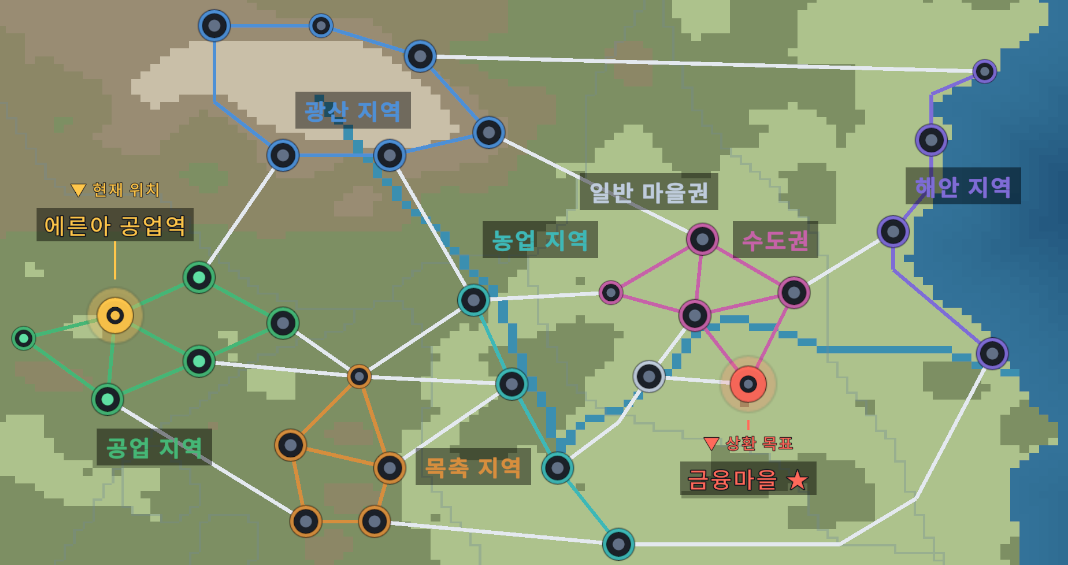 광산 지역
▼ 현재 위치
에른아 공업역
일반 마을권
해안 지역
농업 지역
수도권
공업 지역
목축 지역
▼ 상환 목표
금융마을 ★